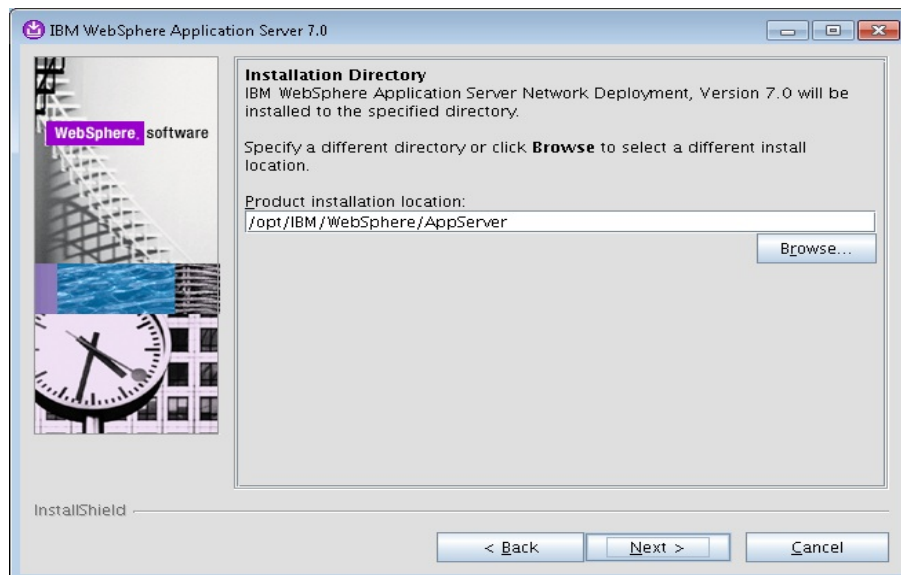 IBM WebSphere Application Server 7.0
WebSphere. software
Installation Directory
IBM WebSphere Application Server Network Deployment, Version 7.0 will be
installed to the specified directory.
Specify a different directory or click Browse to select a different install
location.
Product installation location:
/opt/IBM/WebSphere/AppServer
Browse...
InstallShield
< Back
Next >
Cancel